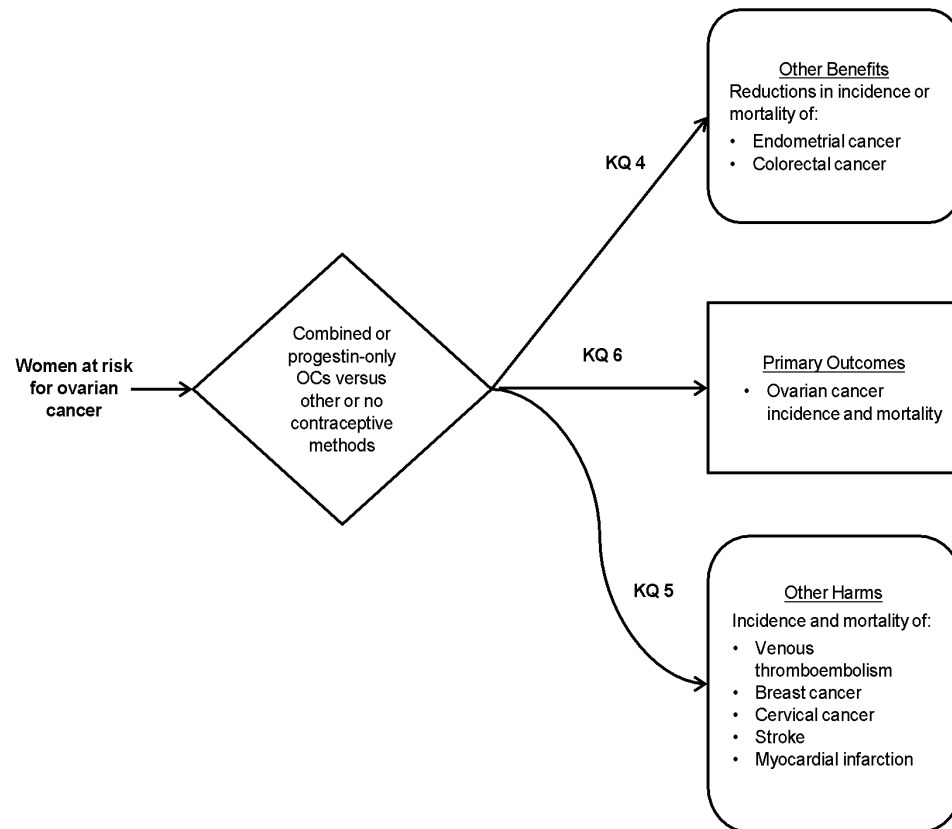 Women at risk
for ovarian
cancer
Combined or
progestin-only
OCs versus
other or no
contraceptive
methods
KQ 4
Other Benefits
Reductions in incidence or
mortality of:
• Endometrial cancer
• Colorectal cancer
KQ 6
Primary Outcomes
• Ovarian cancer
incidence and mortality
KQ 5
Other Harms
Incidence and mortality of:
• Venous
thromboembolism
• Breast cancer
• Cervical cancer
• Stroke
• Myocardial infarction